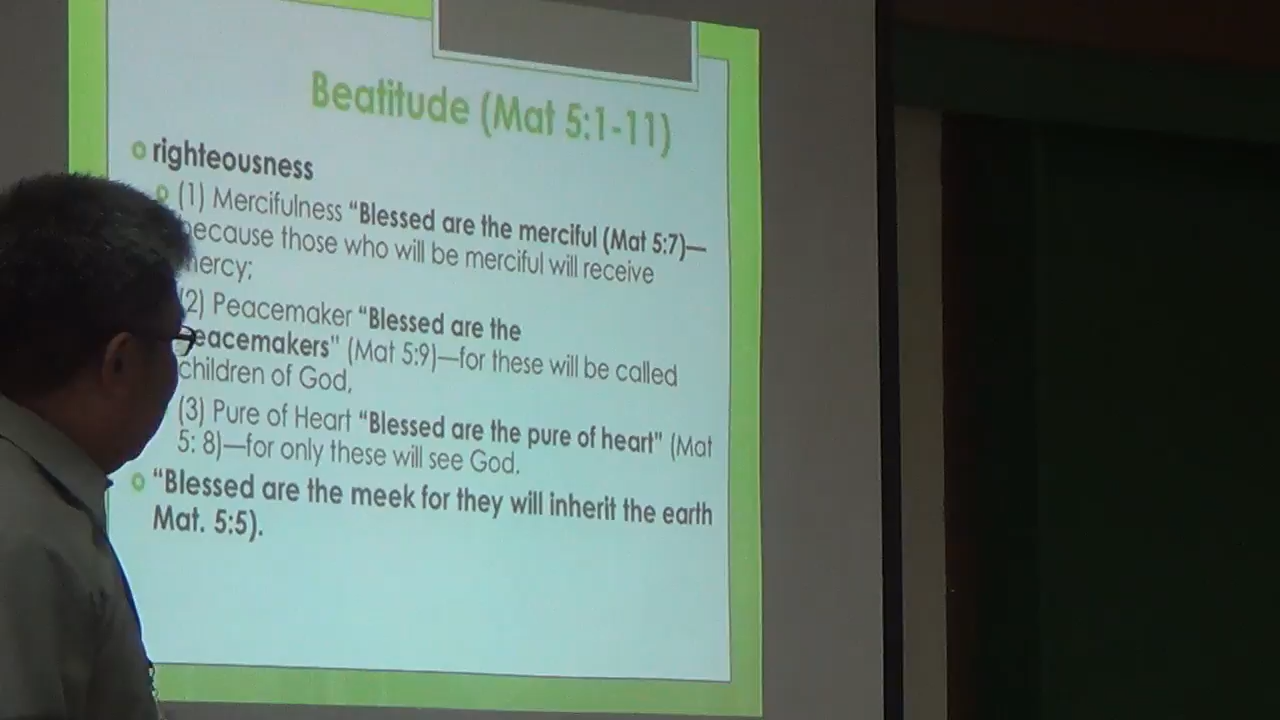 Beatitude (Mat 5:1-11)
righteousness
(1) Mercifulness “Blessed are the merciful (Mat 5:7)—
because those who will be merciful will receive
mercy;
(2) Peacemaker “Blessed are the
peacemakers” (Mat 5:9)—for these will be called
children of God,
(3) Pure of Heart “Blessed are the pure of heart” (Mat
5: 8)—for only these will see God.
“Blessed are the meek for they will inherit the earth
Mat. 5:5).